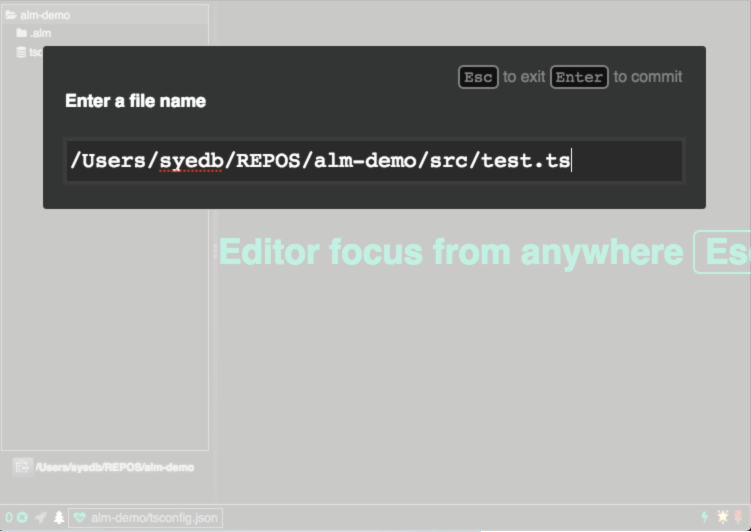 alm-demo
.alm
tsc
Esc to exit Enter to commit
Enter a file name
/Users/syedb/REPOS/alm-demo/src/test.ts
Editor focus from anywhere Esc
/Users/syedb/REPOS/alm-demo
0 alm-demo/tsconfig.json